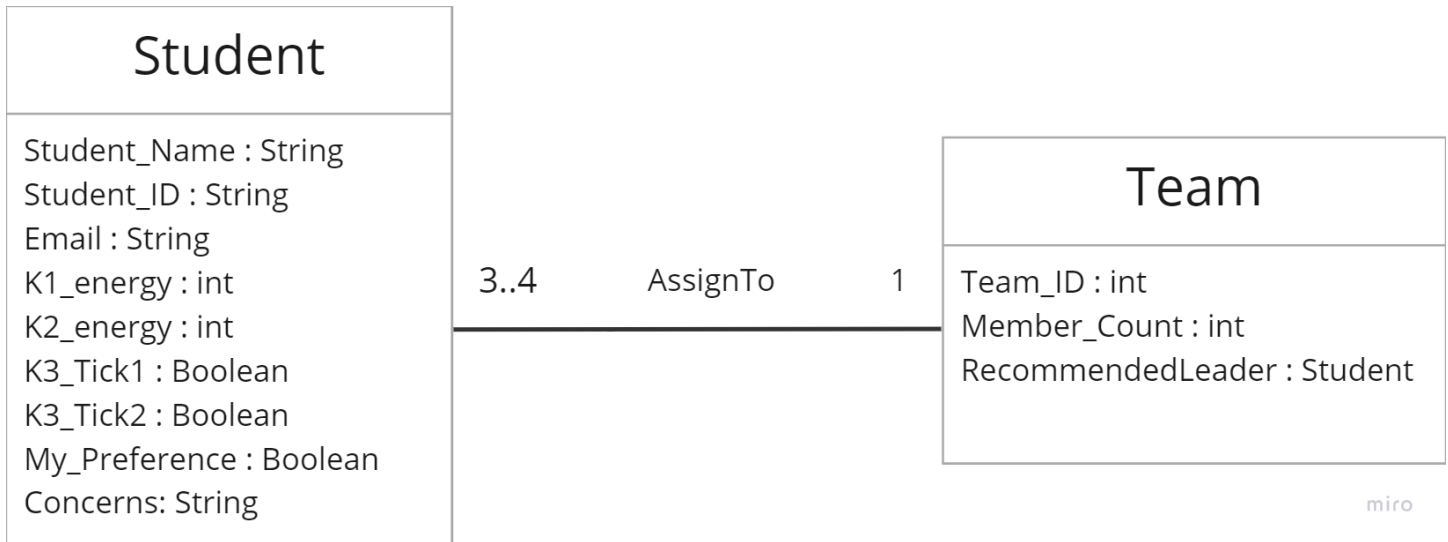 Student
Student_Name : String
Student_ID : String
Email : String
K1_energy : int
K2_energy : int
K3_Tick1 : Boolean
K3_Tick2 : Boolean
My_Preference : Boolean
Concerns: String
3..4 AssignTo 1
Team
Team_ID : int
Member_Count : int
RecommendedLeader : Student
miro